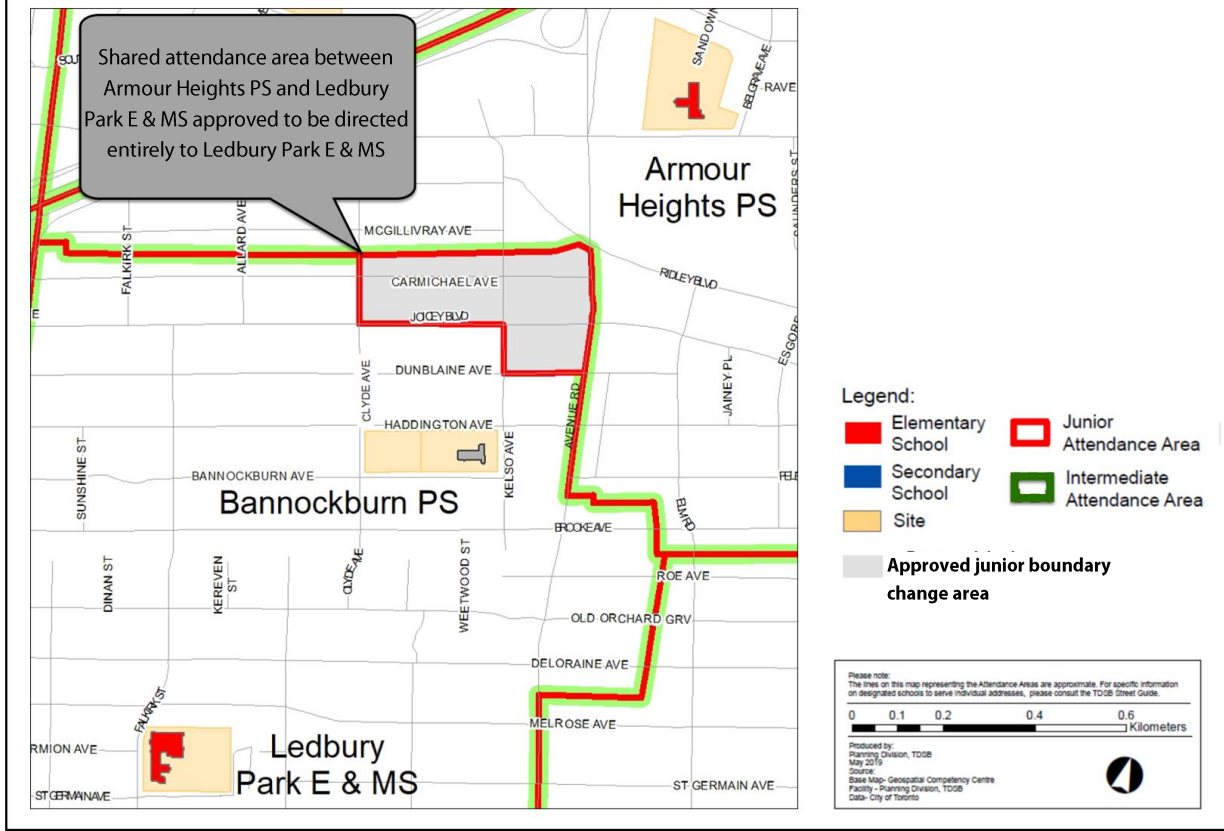 Shared attendance area between
Armour Heights PS and Ledbury
Park E & MS approved to be directed
entirely to Ledbury Park E & MS
SANDOWN
BELGRAVE AVE
RAVE
Armour
Heights PS
SAUNDERS ST
FALKIRK ST
ALLARD AVE
MCGILLIVRAY AVE
CARMICHAEL AVE
RIDLEY BLVD
E
JOICEY BLVD
ESGORE
DUNBLAINE AVE
CLYDE AVE
AVENUE RD
JAINEY PL
HADDINGTON AVE
SUNSHINE ST
BANNOCKBURN AVE
KELSO AVE
Bannockburn PS
ELM RD
BROOKE AVE
DINAN ST
KEREVEN
ST
CLYDE AVE
WEETWOOD ST
ROE AVE
OLD ORCHARD GRV
DELORAINE AVE
FALKIRK ST
MELROSE AVE
RMION AVE
Ledbury
Park E & MS
ST GERMAIN AVE
ST GERMAIN AVE
Legend:
Elementary
School
Junior
Attendance Area
Secondary
School
Intermediate
Attendance Area
Site
Approved junior boundary
change area
Please note:
The lines on this map representing the Attendance Areas are approximate. For specific information
on designated schools to serve individual addresses, please consult the TDSB Street Guide.
0 0.1 0.2 0.4 0.6
Kilometers
Produced by:
Planning Division, TDSB
May 2019
Source:
Base Map- Geospatial Competency Centre
Facility - Planning Division, TDSB
Data- City of Toronto